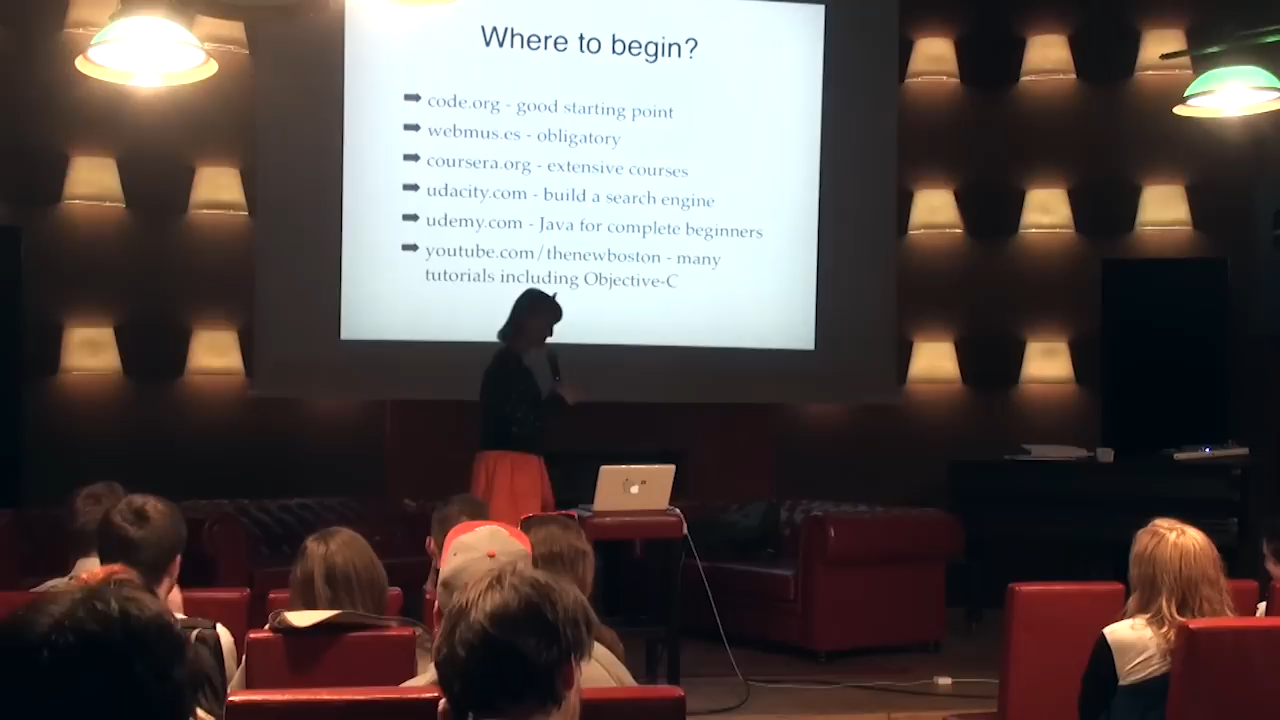 Where to begin?
code.org - good starting point
webmus.es - obligatory
coursera.org - extensive courses
udacity.com - build a search engine
udemy.com - Java for complete beginners
youtube.com/thenewboston - many
tutorials including Objective-C